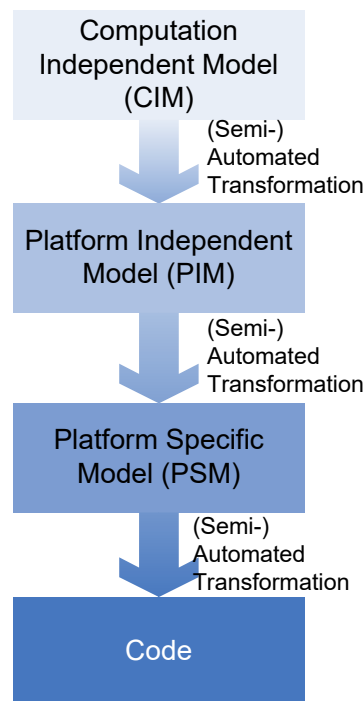 Computation
Independent Model
(CIM)
(Semi-)
Automated
Transformation
Platform Independent
Model (PIM)
(Semi-)
Automated
Transformation
Platform Specific
Model (PSM)
(Semi-)
Automated
Transformation
Code